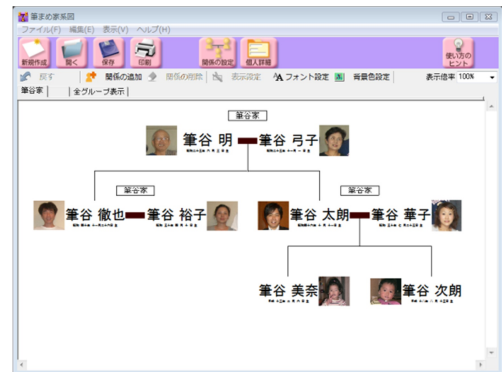 筆まめ家系図
ファイル(F) 編集(E) 表示(V) ヘルプ(H)
新規作成 開く 保存 印刷 関係の設定 個人詳細 使い方のヒント
戻す 関係の追加 関係の削除 表示設定 フォント設定 背景色設定 表示倍率 100%
筆谷家 全グループ表示
筆谷家
筆谷 明 筆谷 弓子
筆谷家 筆谷家
筆谷 徹也 筆谷 裕子 筆谷 太朗 筆谷 華子
筆谷 美奈 筆谷 次朗